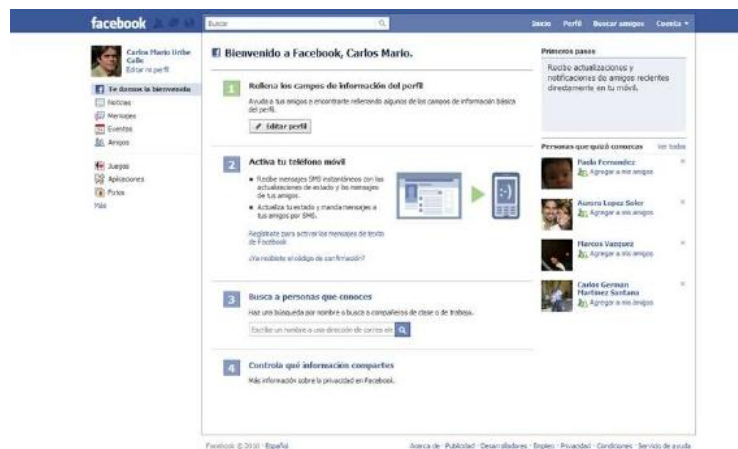 facebook
Buscar
Inicio Perfil Buscar amigos Cuenta
Carlos Mario Uribe
Calle
Editar mi perfil
Te damos la bienvenida
Noticias
Mensajes
Eventos
Amigos
Juegos
Aplicaciones
Fotos
Más
Bienvenido a Facebook, Carlos Mario.
1
Rellena los campos de información del perfil
Ayuda a tus amigos a encontrarte rellenando algunos de los campos de información básica
del perfil.
Editar perfil
2
Activa tu teléfono móvil
Recibe mensajes SMS instantáneos con las
actualizaciones de estado y los mensajes
de tus amigos.
Actualiza tu estado y manda mensajes a
tus amigos por SMS.
Regístrate para activar los mensajes de texto
de Facebook.
¿Ya recibiste el código de confirmación?
:-)
3
Busca a personas que conoces
Haz una búsqueda por nombre o busca a compañeros de clase o de trabajo.
Escribe un nombre o una dirección de correo ele
4
Controla qué información compartes
Más información sobre la privacidad en Facebook.
Primeros pasos
Recibe actualizaciones y
notificaciones de amigos recientes
directamente en tu móvil.
Personas que quizá conozcas Ver todos
Paola Fernandez
Agregar a mis amigos
Aurora Lopez Soler
Agregar a mis amigos
Marcos Vazquez
Agregar a mis amigos
Carlos German
Martinez Santana
Agregar a mis amigos
Facebook © 2010 · Español
Acerca de · Publicidad · Desarrolladores · Empleo · Privacidad · Condiciones · Servicio de ayuda